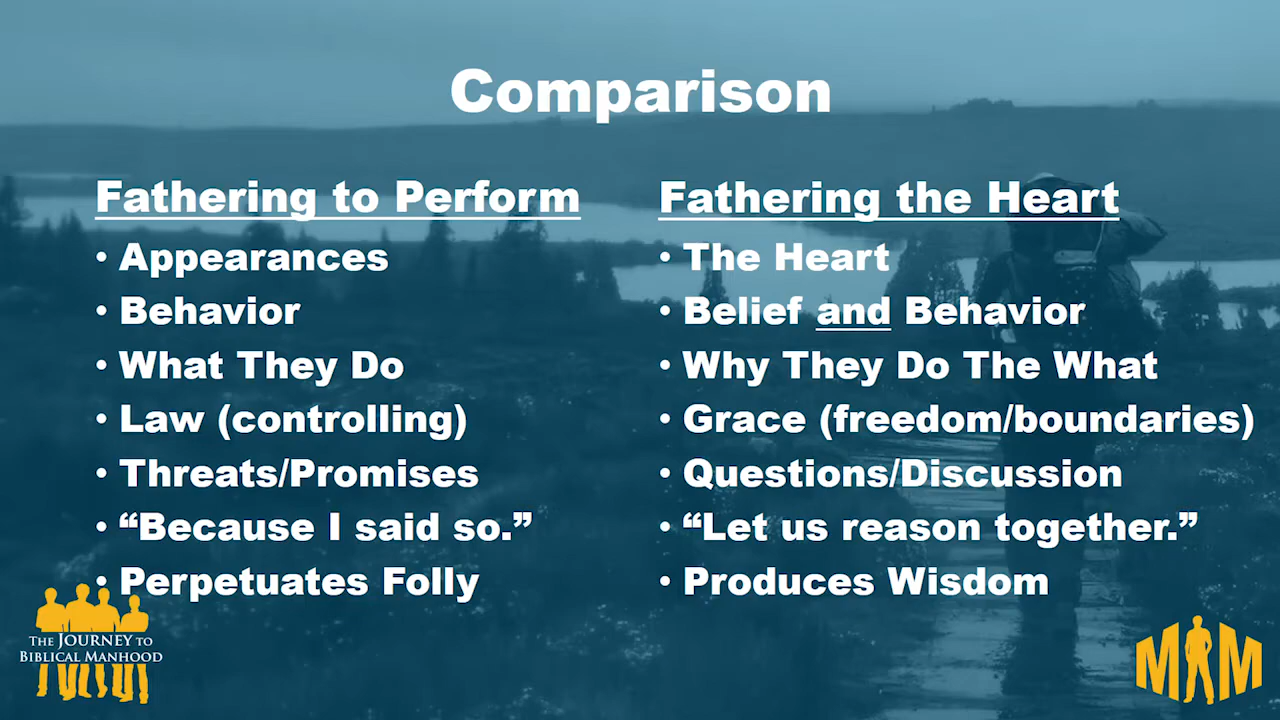 Comparison
Fathering to Perform
• Appearances
• Behavior
• What They Do
• Law (controlling)
• Threats/Promises
• “Because I said so.”
• Perpetuates Folly
Fathering the Heart
• The Heart
• Belief and Behavior
• Why They Do The What
• Grace (freedom/boundaries)
• Questions/Discussion
• “Let us reason together.”
• Produces Wisdom
The Journey to
Biblical Manhood
MM